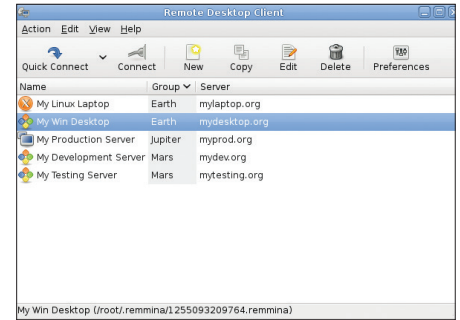 Remote Desktop Client
Action Edit View Help
Quick Connect Connect New Copy Edit Delete Preferences
Name Group Server
My Linux Laptop Earth mylaptop.org
My Win Desktop Earth mydesktop.org
My Production Server Jupiter myprod.org
My Development Server Mars mydev.org
My Testing Server Mars mytesting.org
My Win Desktop (/root/.remmina/1255093209764.remmina)